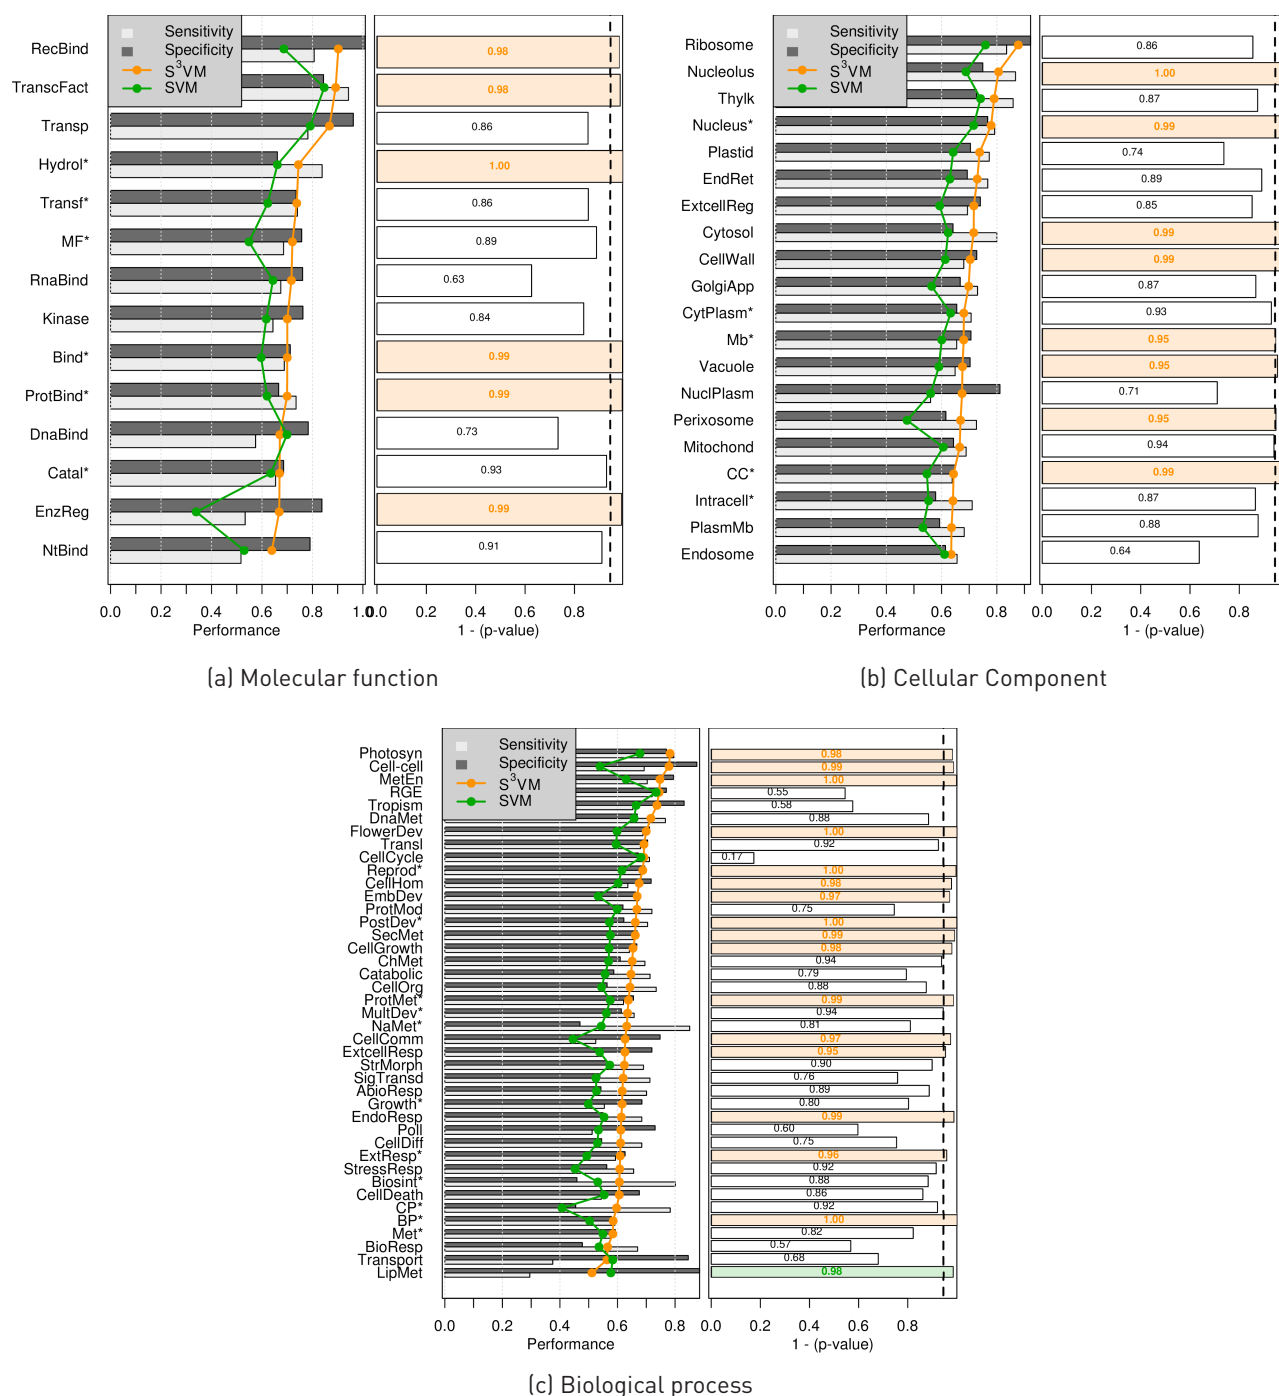 Sensitivity
Specificity
S³VM
SVM
RecBind
TranscFact
Transp
Hydrol*
Transf*
MF*
RnaBind
Kinase
Bind*
ProtBind*
DnaBind
Catal*
EnzReg
NtBind
0.98
0.98
0.86
1.00
0.86
0.89
0.63
0.84
0.99
0.99
0.73
0.93
0.99
0.91
0.0 0.2 0.4 0.6 0.8 1.0
0.0 0.2 0.4 0.6 0.8
Performance
1 - (p-value)
(a) Molecular function
Sensitivity
Specificity
S³VM
SVM
Ribosome
Nucleolus
Thylk
Nucleus*
Plastid
EndRet
ExtcellReg
Cytosol
CellWall
GolgiApp
CytPlasm*
Mb*
Vacuole
NuclPlasm
Perixosome
Mitochond
CC*
Intracell*
PlasmMb
Endosome
0.86
1.00
0.87
0.99
0.74
0.89
0.85
0.99
0.99
0.87
0.93
0.95
0.95
0.71
0.95
0.94
0.99
0.87
0.88
0.64
0.0 0.2 0.4 0.6 0.8
0.0 0.2 0.4 0.6 0.8
Performance
1 - (p-value)
(b) Cellular Component
Sensitivity
Specificity
S³VM
SVM
Photosyn
Cell-cell
MetEn
RGE
Tropism
DnaMet
FlowerDev
Transl
CellCycle
Reprod*
CellHom
EmbDev
ProtMod
PostDev*
SecMet
CellGrowth
ChMet
Catabolic
CellOrg
ProtMet*
MultDev*
NaMet*
CellComm
ExtcellResp
StrMorph
SigTransd
AbioResp
Growth*
EndoResp
Poll
CellDiff
ExtResp*
StressResp
Biosint*
CellDeath
CP*
BP*
Met*
BioResp
Transport
LipMet
0.98
0.99
1.00
0.55
0.58
0.88
1.00
0.92
0.17
1.00
0.98
0.97
0.75
1.00
0.99
0.98
0.94
0.79
0.88
0.99
0.94
0.81
0.97
0.95
0.90
0.76
0.89
0.80
0.99
0.60
0.75
0.96
0.92
0.88
0.86
0.92
1.00
0.82
0.57
0.68
0.98
0.0 0.2 0.4 0.6 0.8
0.0 0.2 0.4 0.6 0.8
Performance
1 - (p-value)
(c) Biological process